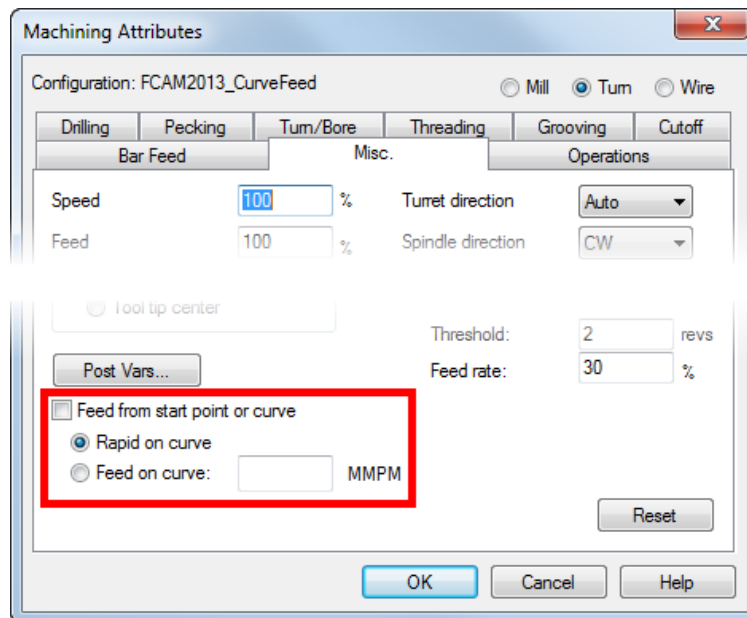 Machining Attributes
Configuration: FCAM2013_CurveFeed Mill Turn Wire
Drilling Pecking Turn/Bore Threading Grooving Cutoff
Bar Feed Misc. Operations
Speed 100 % Turret direction Auto
Feed 100 % Spindle direction CW
Tool tip center
Threshold: 2 revs
Post Vars... Feed rate: 30 %
Feed from start point or curve
Rapid on curve
Feed on curve: MMPM
Reset
OK Cancel Help